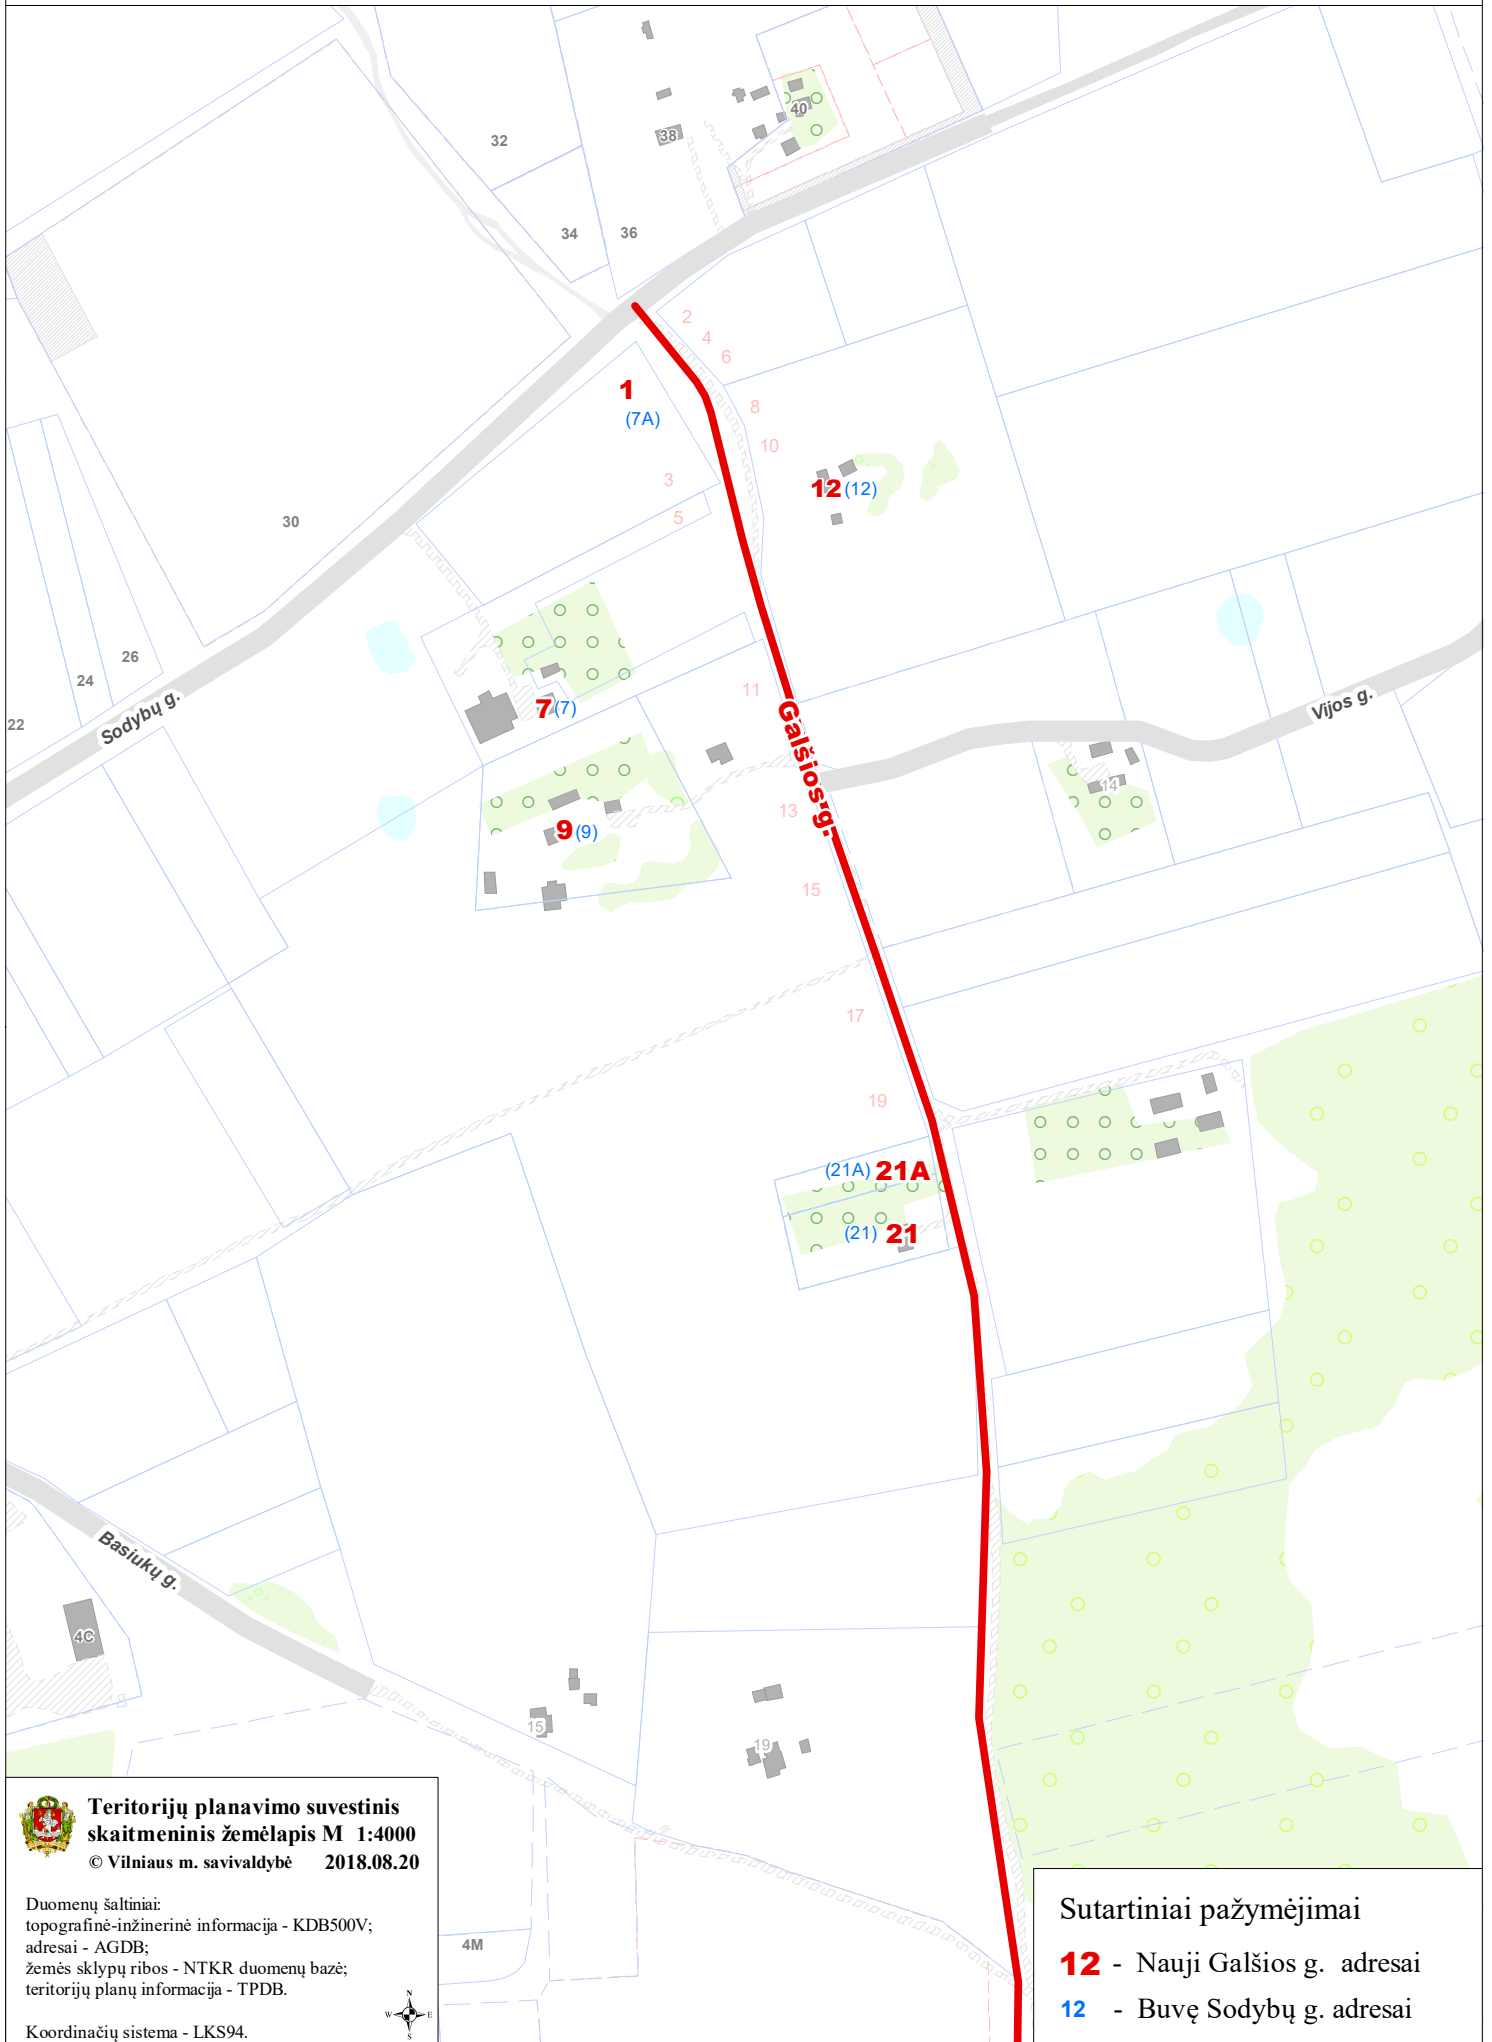 40
38
32
34
36
2
4
6
1
(7A)
8
10
3
12 (12)
5
30
26
24
22
Sodybų g.
11
7 (7)
Galšios g.
Vijos g.
14
13
9 (9)
15
17
19
(21A) 21A
(21) 21
Basiukų g.
4C
15
19
4M
Teritorijų planavimo suvestinis
skaitmeninis žemėlapis M 1:4000
© Vilniaus m. savivaldybė 2018.08.20
Duomenų šaltiniai:
topografinė-inžinerinė informacija - KDB500V;
adresai - AGDB;
žemės sklypų ribos - NTKR duomenų bazė;
teritorijų planų informacija - TPDB.
Koordinačių sistema - LKS94.
N
W E
S
Sutartiniai pažymėjimai
12 - Nauji Galšios g. adresai
12 - Buvę Sodybų g. adresai